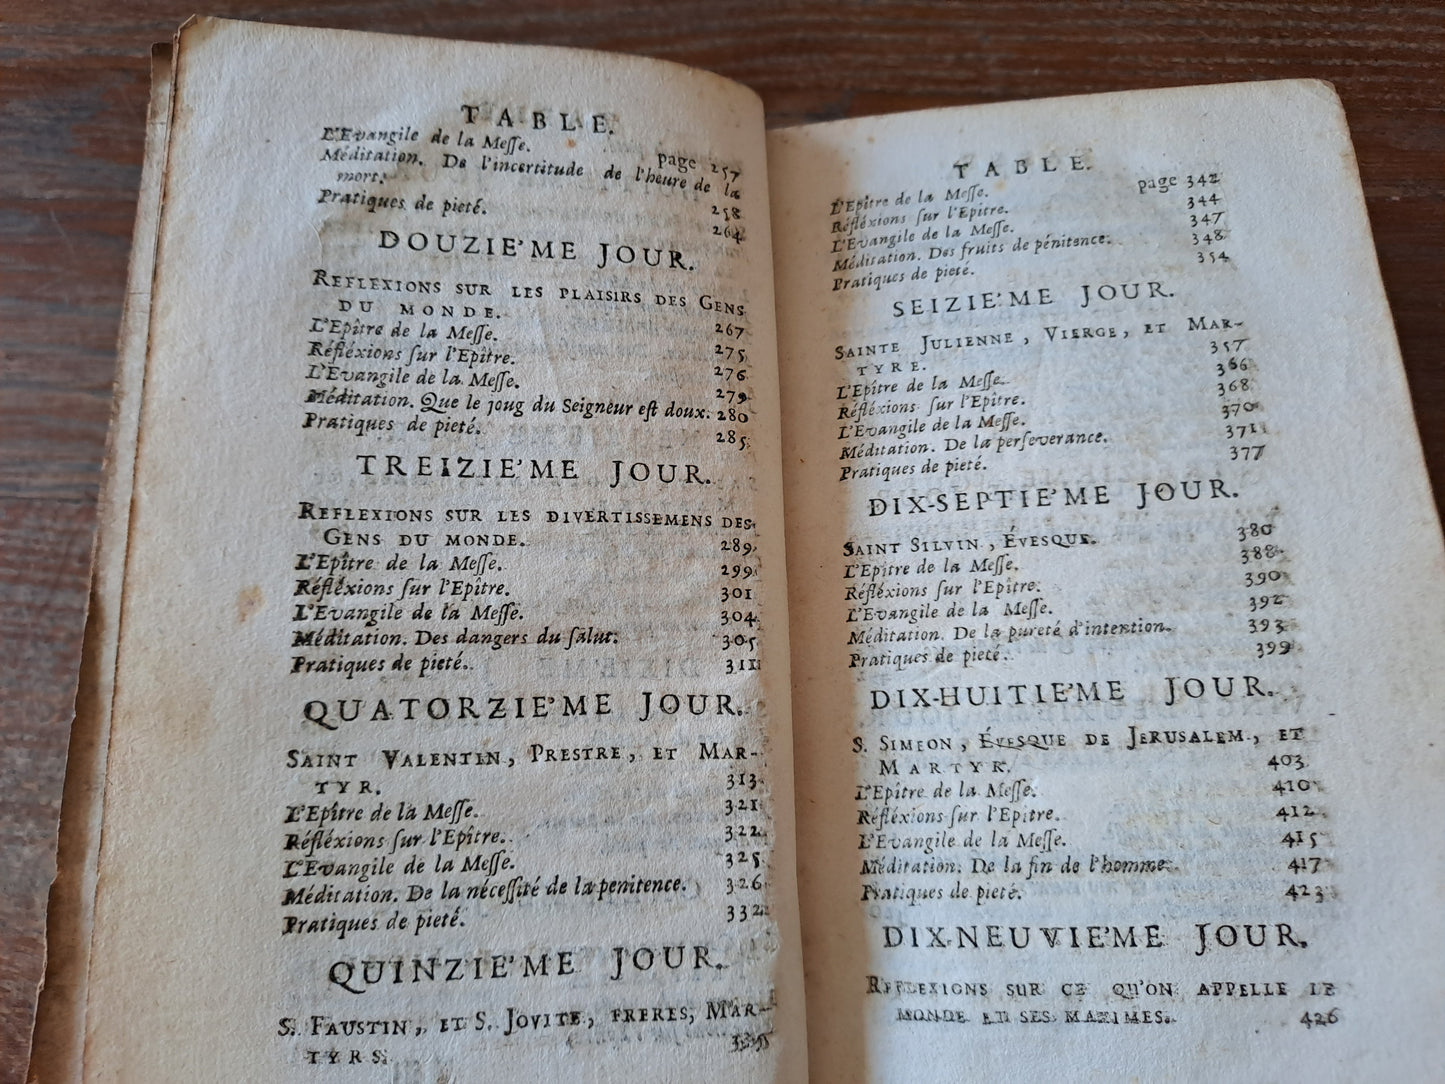 TABLE.
L'Evangile de la Messe. page 257
Méditation. De l'incertitude de l'heure de la
mort. 258
Pratiques de pieté. 264
DOUZIE'ME JOUR.
REFLEXIONS SUR LES PLAISIRS DES GENS
DU MONDE. 267
L'Epître de la Messe. 275
Réfléxions sur l'Epître. 276
L'Evangile de la Messe. 279
Méditation. Que le joug du Seigneur est doux. 280
Pratiques de pieté. 285
TREIZIE'ME JOUR.
REFLEXIONS SUR LES DIVERTISSEMENS DES
GENS DU MONDE. 289
L'Epître de la Messe. 299
Réfléxions sur l'Epître. 301
L'Evangile de la Messe. 304
Méditation. Des dangers du salut. 305
Pratiques de pieté. 311
QUATORZIE'ME JOUR.
SAINT VALENTIN, PRESTRE, ET MAR-
TYR. 313
L'Epître de la Messe. 321
Réfléxions sur l'Epître. 322
L'Evangile de la Messe. 325
Méditation. De la nécessité de la penitence. 326
Pratiques de pieté. 332
QUINZIE'ME JOUR.
S. FAUSTIN, ET S. JOVITE, FRERES, MAR-
TYRS.
TABLE.
L'Epître de la Messe. page 342
Réfléxions sur l'Epître. 344
L'Evangile de la Messe. 347
Méditation. Des fruits de pénitence. 348
Pratiques de pieté. 354
SEIZIE'ME JOUR.
SAINTE JULIENNE, VIERGE, ET MAR-
TYRE. 357
L'Epître de la Messe. 366
Réfléxions sur l'Epître. 368
L'Evangile de la Messe. 370
Méditation. De la perseverance. 371
Pratiques de pieté. 377
DIX-SEPTIE'ME JOUR.
SAINT SILVIN, ÉVESQUE. 380
L'Epître de la Messe. 388
Réfléxions sur l'Epître. 390
L'Evangile de la Messe. 392
Méditation. De la pureté d'intention. 393
Pratiques de pieté. 399
DIX-HUITIE'ME JOUR.
S. SIMEON, ÉVESQUE DE JERUSALEM, ET
MARTYR. 403
L'Epître de la Messe. 410
Réfléxions sur l'Epître. 412
L'Evangile de la Messe. 415
Méditation. De la fin de l'homme. 417
Pratiques de pieté. 423
DIX-NEUVIE'ME JOUR.
REFLEXIONS SUR CE QU'ON APPELLE LE
MONDE ET SES MAXIMES. 426